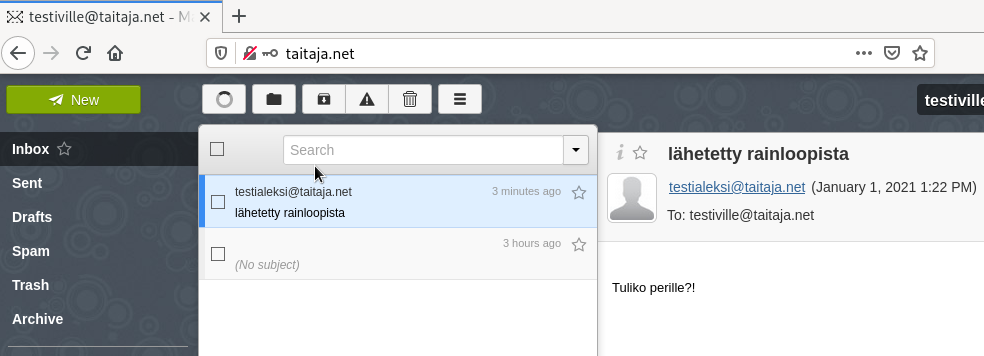 testiville@taitaja.net - M
taitaja.net
New
testiville
Inbox
Sent
Drafts
Spam
Trash
Archive
Search
testialeksi@taitaja.net 3 minutes ago
lähetetty rainloopista
3 hours ago
(No subject)
lähetetty rainloopista
testialeksi@taitaja.net (January 1, 2021 1:22 PM)
To: testiville@taitaja.net
Tuliko perille?!